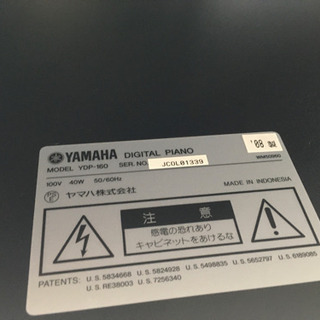 YAMAHA DIGITAL PIANO
MODEL YDP-160 SER. NO. JCOL01339 '08 製
100V 40W 50/60Hz
ヤマハ株式会社 MADE IN INDONESIA
注意
感電の恐れあり
キャビネットをあけるな
PATENTS: U.S. 5834668 U.S. 5824928 U.S. 5498835 U.S. 5652797 U.S. 6169085
U.S. RE38003 U.S. 7256340